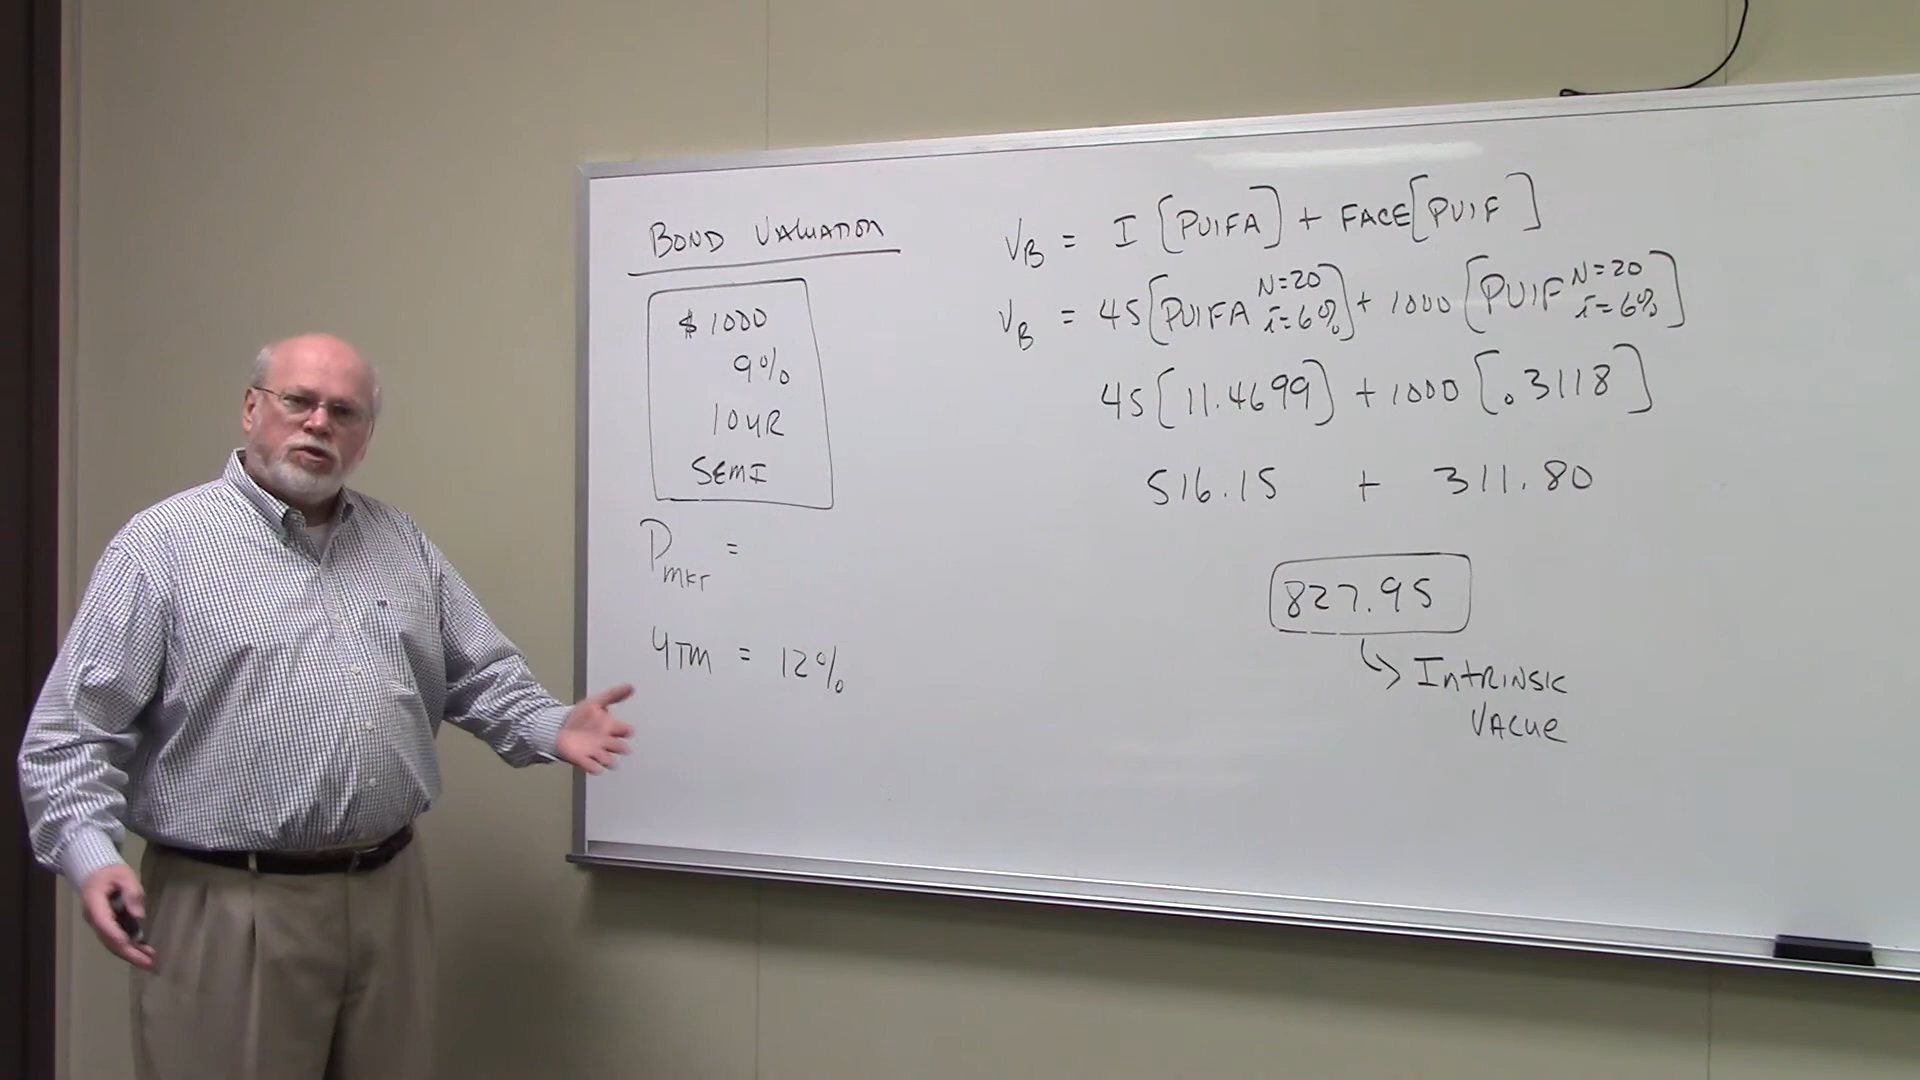 BOND VALUATION
$1000
9%
10YR
SEMI
PMKT =
YTM = 12%
VB = I [PVIFA] + FACE[PVIF]
VB = 45[PVIFA N=20 i=6%] + 1000 [PVIF N=20 i=6%]
45[11.4699] + 1000 [.3118]
516.15 + 311.80
827.95
INTRINSIC
VALUE